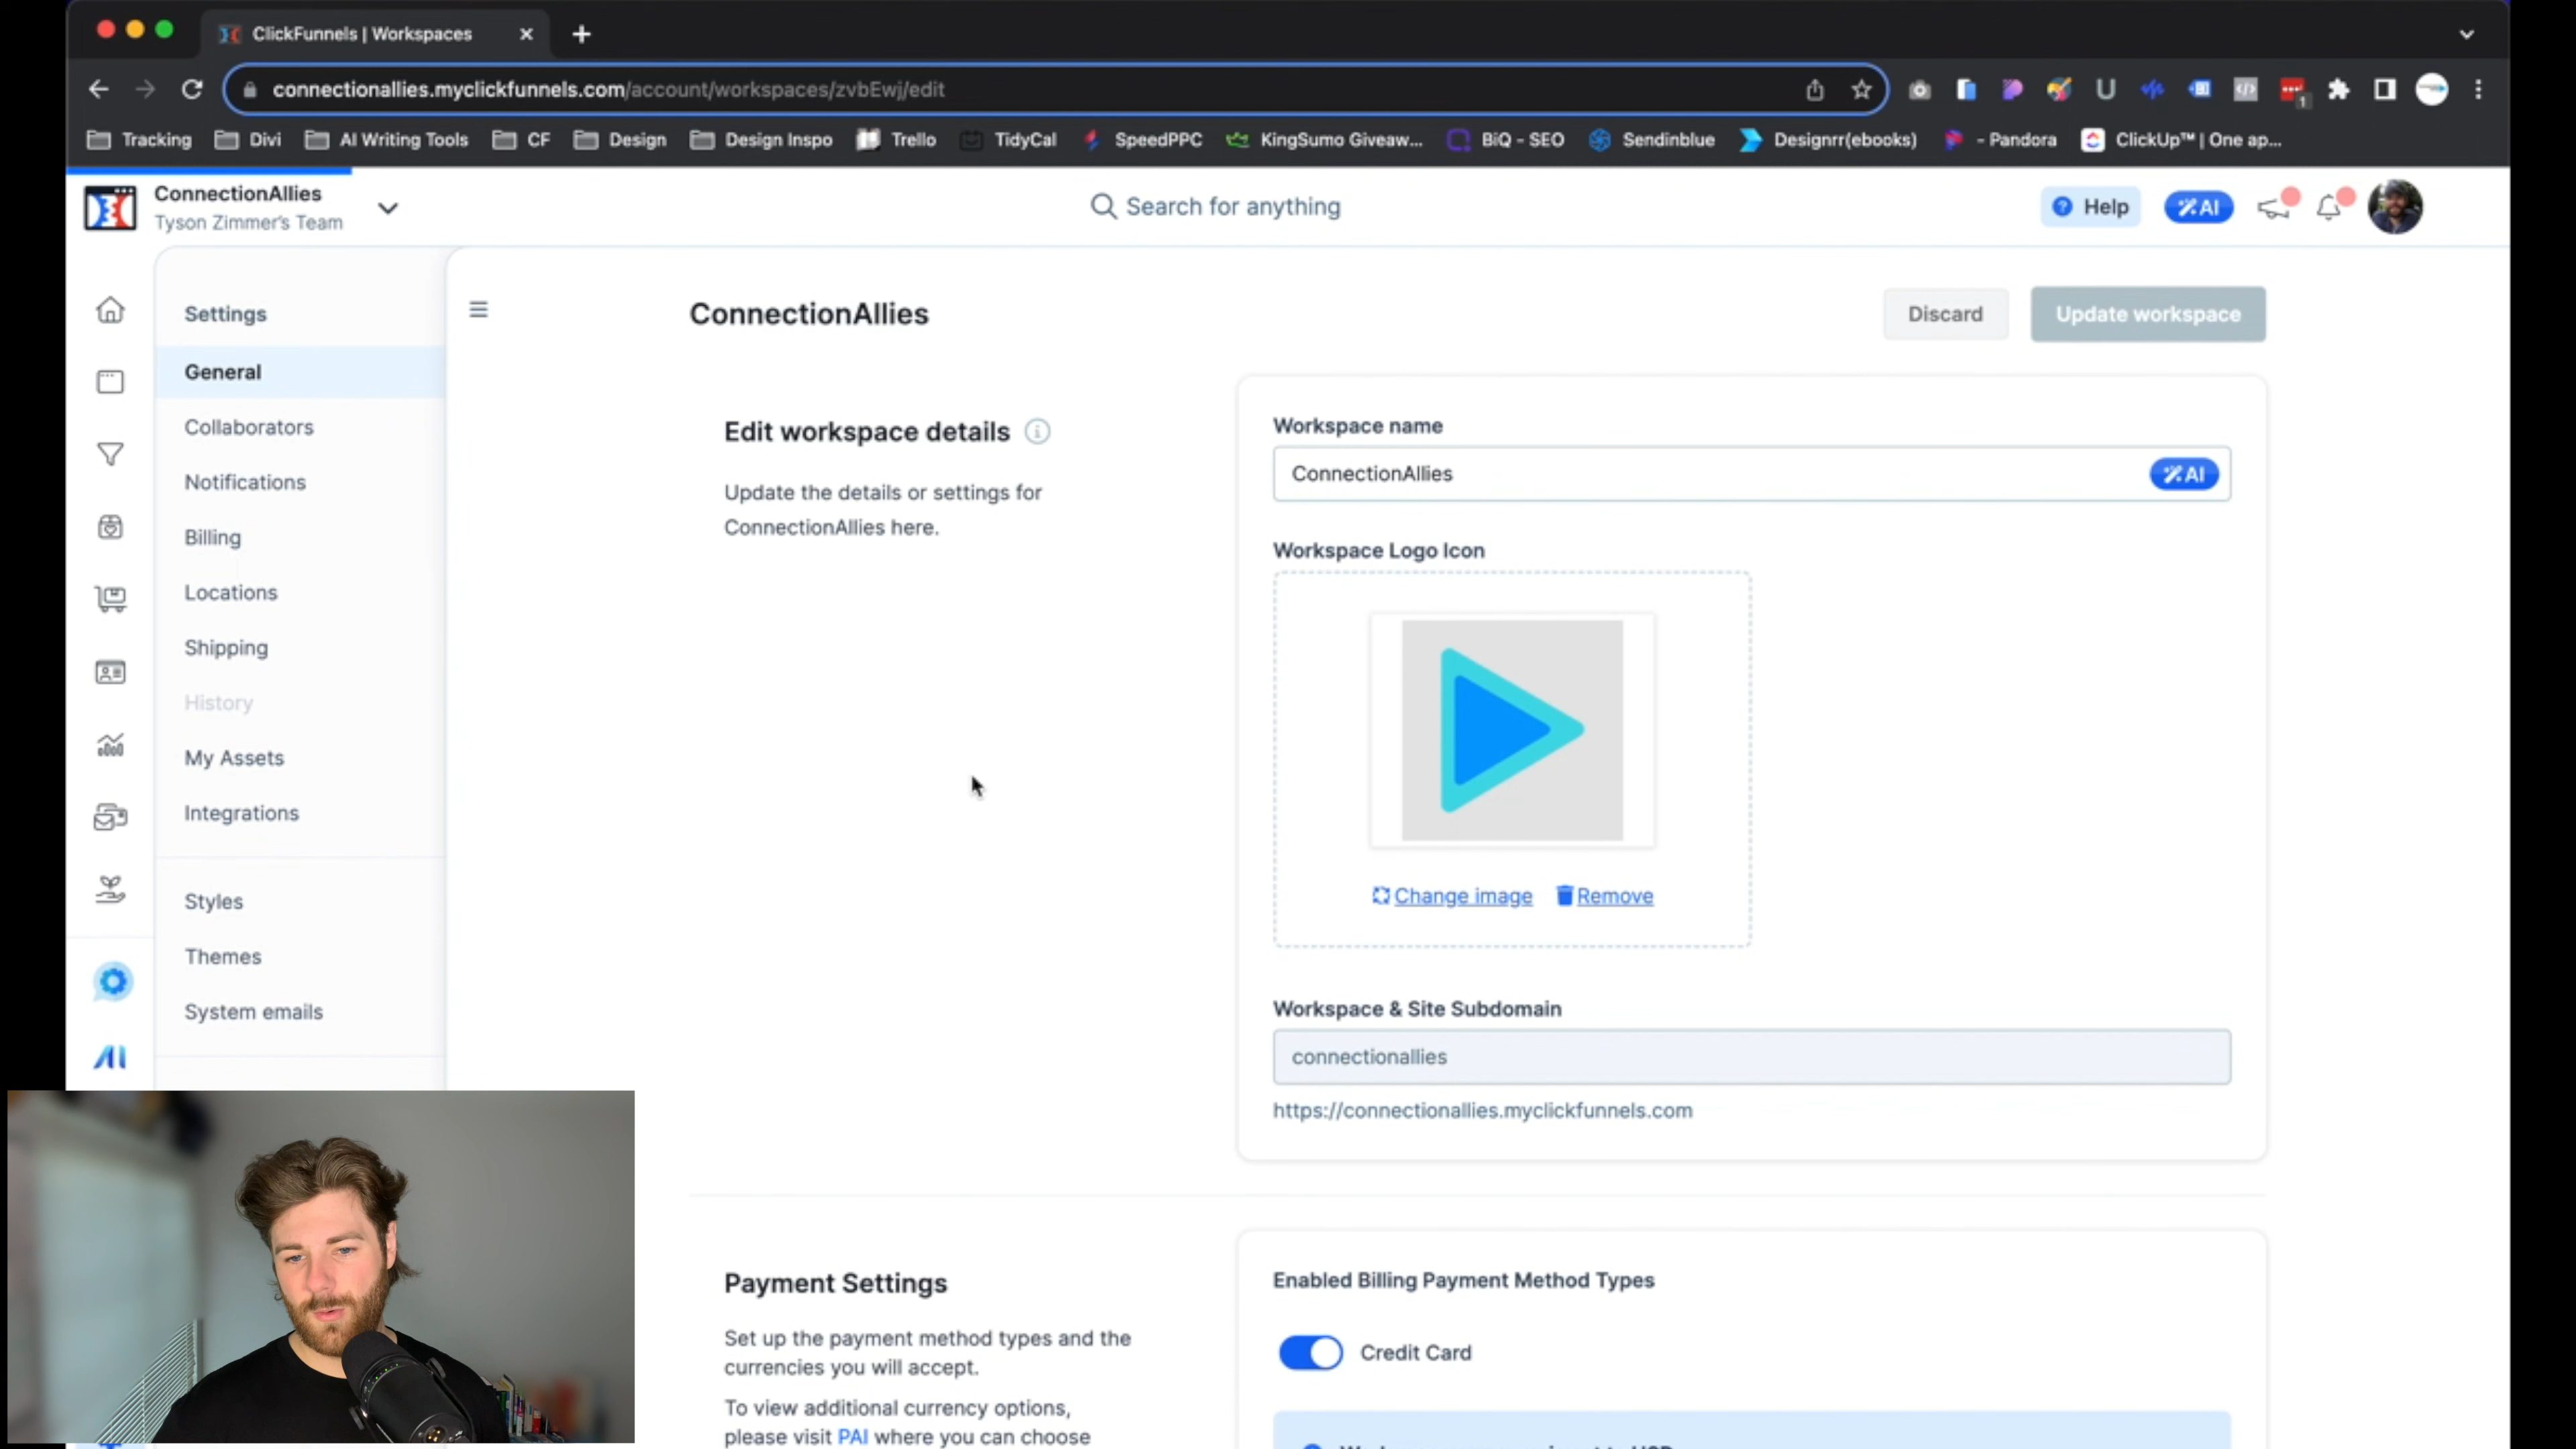 ClickFunnels | Workspaces
connectionallies.myclickfunnels.com/account/workspaces/zvbEwj/edit
Tracking Divi AI Writing Tools CF Design Design Inspo Trello TidyCal SpeedPPC KingSumo Giveaw... BiQ - SEO Sendinblue Designrr(ebooks) - Pandora ClickUp™ | One ap...
ConnectionAllies
Tyson Zimmer's Team
Search for anything
Help
AI
Settings
General
Collaborators
Notifications
Billing
Locations
Shipping
History
My Assets
Integrations
Styles
Themes
System emails
AI
ConnectionAllies
Discard
Update workspace
Edit workspace details
Update the details or settings for
ConnectionAllies here.
Workspace name
ConnectionAllies
AI
Workspace Logo Icon
Change image
Remove
Workspace & Site Subdomain
connectionallies
https://connectionallies.myclickfunnels.com
Payment Settings
Set up the payment method types and the
currencies you will accept.
To view additional currency options,
please visit PAI where you can choose
Enabled Billing Payment Method Types
Credit Card